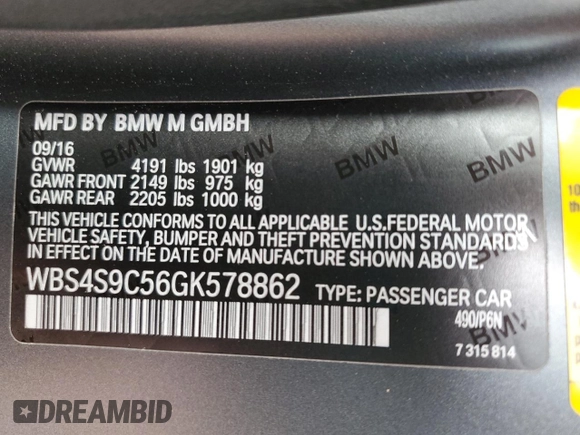 MFD BY BMW M GMBH
09/16
GVWR 4191 lbs 1901 kg
GAWR FRONT 2149 lbs 975 kg
GAWR REAR 2205 lbs 1000 kg
THIS VEHICLE CONFORMS TO ALL APPLICABLE U.S.FEDERAL MOTOR
VEHICLE SAFETY, BUMPER AND THEFT PREVENTION STANDARDS
IN EFFECT ON THE DATE OF MANUFACTURE SHOWN ABOVE.
WBS4S9C56GK578862 TYPE: PASSENGER CAR
490/P6N
7 315 814
BMW
BMW
BMW
BMW
BMW
DREAMBID